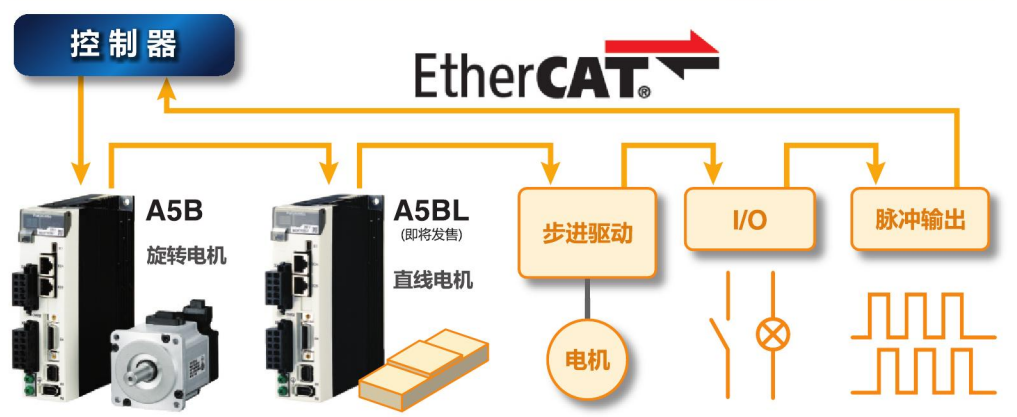 控制器
EtherCAT®
A5B
旋转电机
A5BL
(即将发售)
直线电机
步进驱动
I/O
脉冲输出
电机